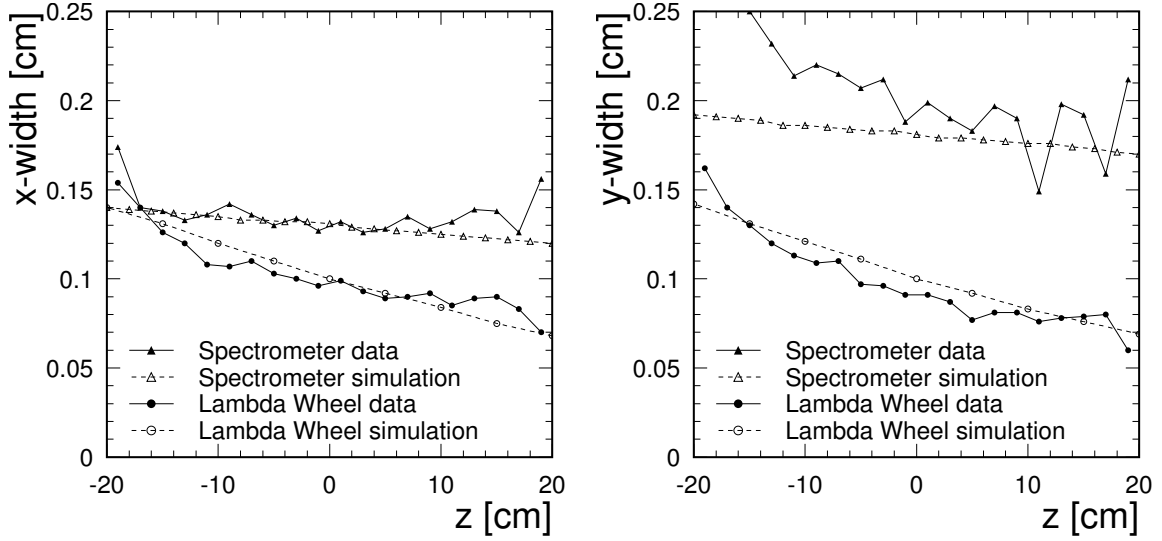 x-width [cm]
0.25
0.2
0.15
0.1
0.05
0
Spectrometer data
Spectrometer simulation
Lambda Wheel data
Lambda Wheel simulation
-20
-10
0
10
20
z [cm]
y-width [cm]
0.25
0.2
0.15
0.1
0.05
0
Spectrometer data
Spectrometer simulation
Lambda Wheel data
Lambda Wheel simulation
-20
-10
0
10
20
z [cm]